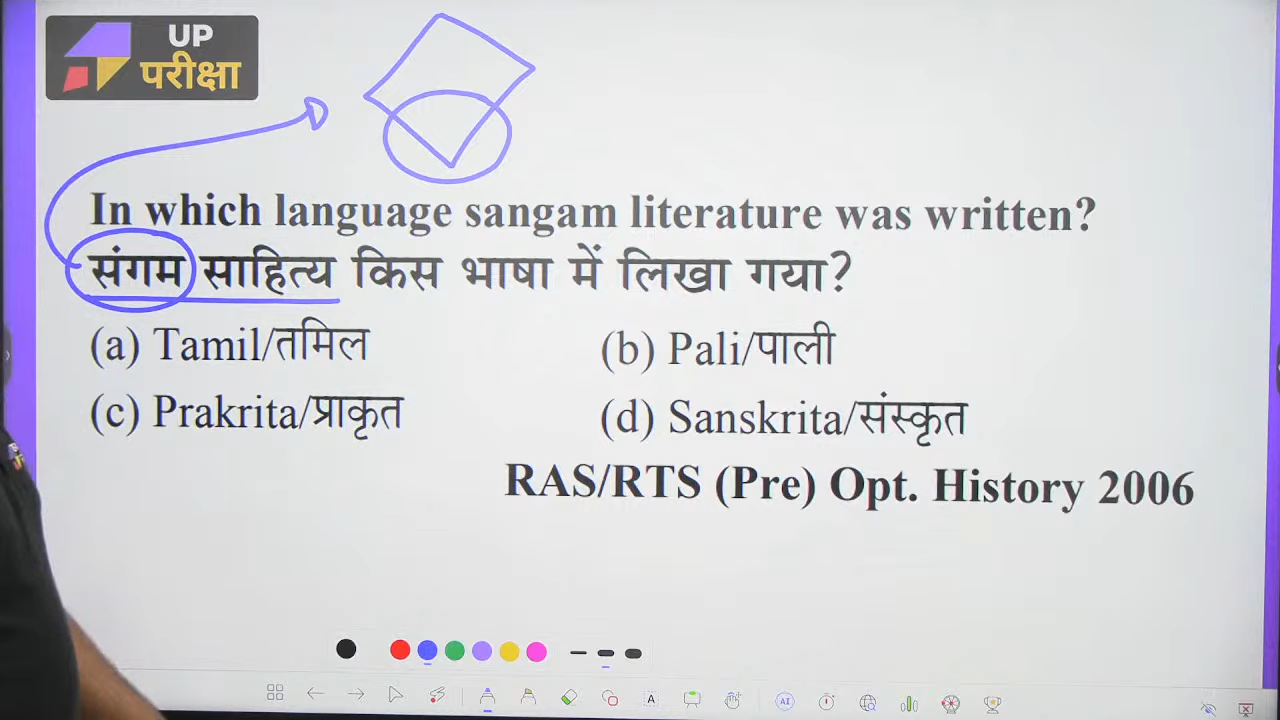 UP
परीक्षा
In which language sangam literature was written?
संगम साहित्य किस भाषा में लिखा गया?
(a) Tamil/तमिल (b) Pali/पाली
(c) Prakrita/प्राकृत (d) Sanskrita/संस्कृत
RAS/RTS (Pre) Opt. History 2006
A
AI